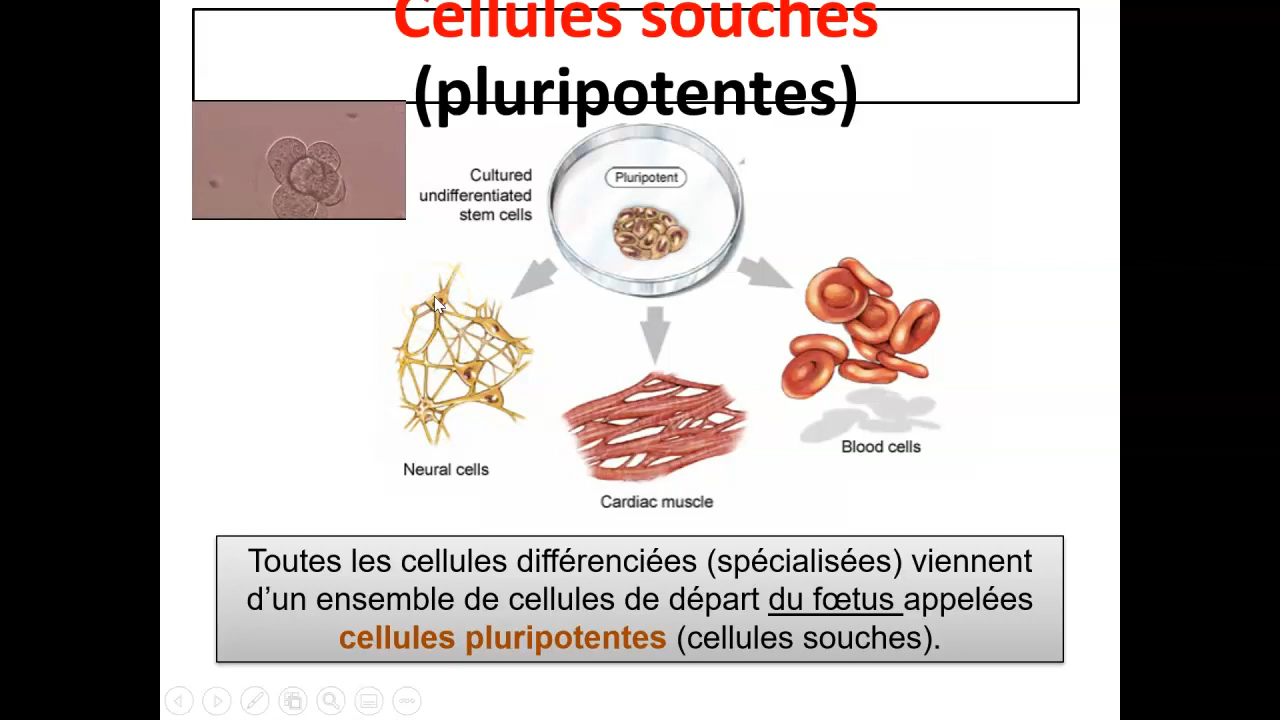 Cellules souches
(pluripotentes)
Cultured
undifferentiated
stem cells
Pluripotent
Neural cells
Cardiac muscle
Blood cells
Toutes les cellules différenciées (spécialisées) viennent
d’un ensemble de cellules de départ du fœtus appelées
cellules pluripotentes (cellules souches).